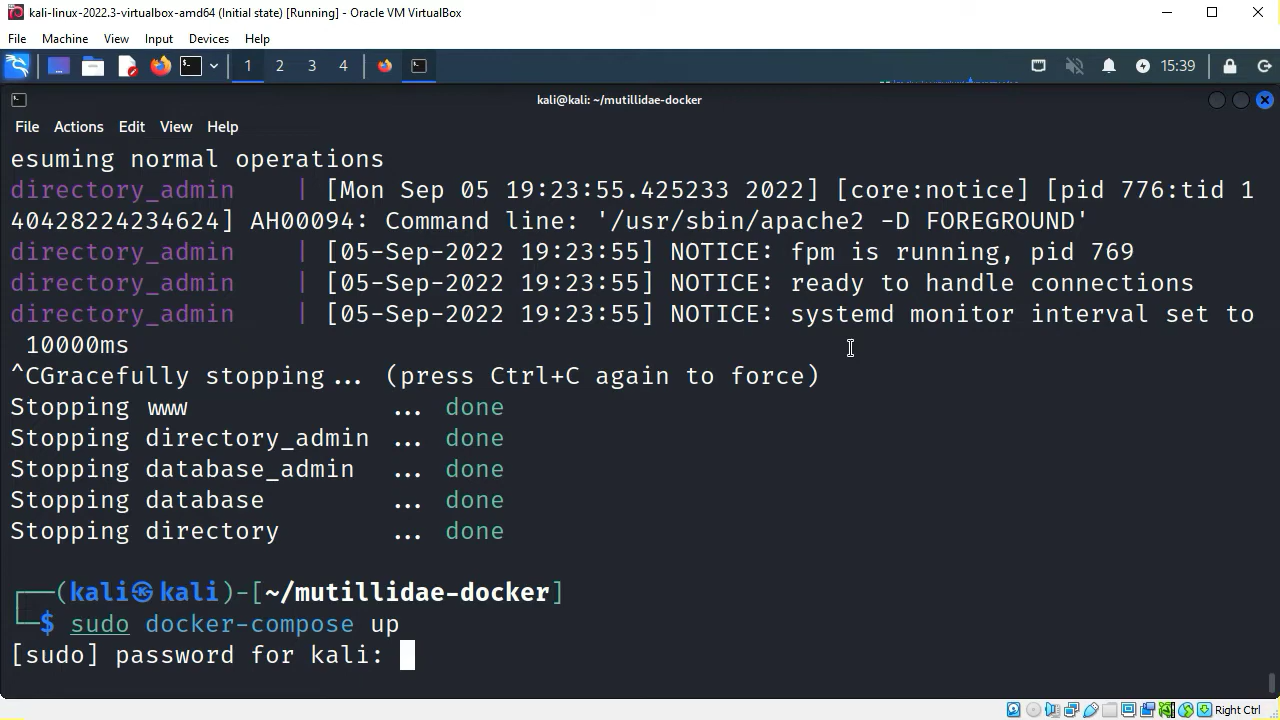 kali-linux-2022.3-virtualbox-amd64 (Initial state) [Running] - Oracle VM VirtualBox
File Machine View Input Devices Help
1 2 3 4 15:39
kali@kali: ~/mutillidae-docker
File Actions Edit View Help
esuming normal operations
directory_admin | [Mon Sep 05 19:23:55.425233 2022] [core:notice] [pid 776:tid 1
40428224234624] AH00094: Command line: '/usr/sbin/apache2 -D FOREGROUND'
directory_admin | [05-Sep-2022 19:23:55] NOTICE: fpm is running, pid 769
directory_admin | [05-Sep-2022 19:23:55] NOTICE: ready to handle connections
directory_admin | [05-Sep-2022 19:23:55] NOTICE: systemd monitor interval set to
10000ms
^CGracefully stopping... (press Ctrl+C again to force)
Stopping www ... done
Stopping directory_admin ... done
Stopping database_admin ... done
Stopping database ... done
Stopping directory ... done
┌──(kali㉿kali)-[~/mutillidae-docker]
└─$ sudo docker-compose up
[sudo] password for kali:
Right Ctrl